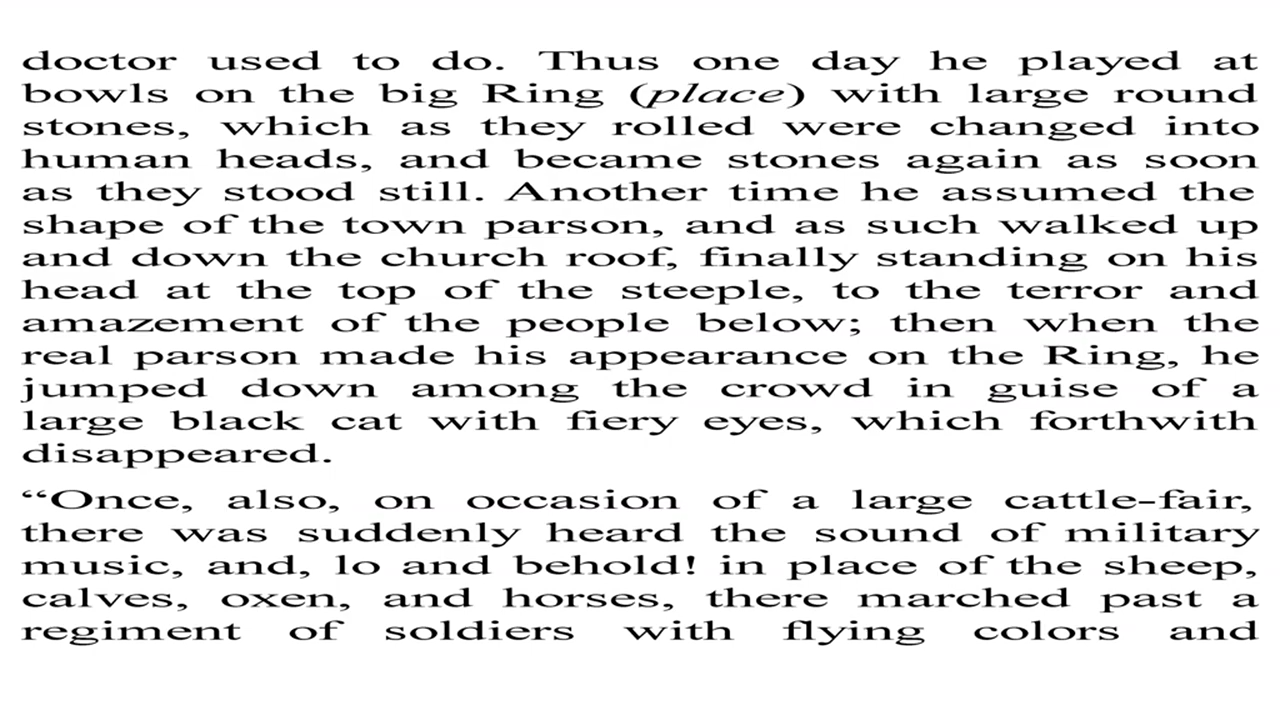 doctor used to do. Thus one day he played at
bowls on the big Ring (place) with large round
stones, which as they rolled were changed into
human heads, and became stones again as soon
as they stood still. Another time he assumed the
shape of the town parson, and as such walked up
and down the church roof, finally standing on his
head at the top of the steeple, to the terror and
amazement of the people below; then when the
real parson made his appearance on the Ring, he
jumped down among the crowd in guise of a
large black cat with fiery eyes, which forthwith
disappeared.
“Once, also, on occasion of a large cattle-fair,
there was suddenly heard the sound of military
music, and, lo and behold! in place of the sheep,
calves, oxen, and horses, there marched past a
regiment of soldiers with flying colors and